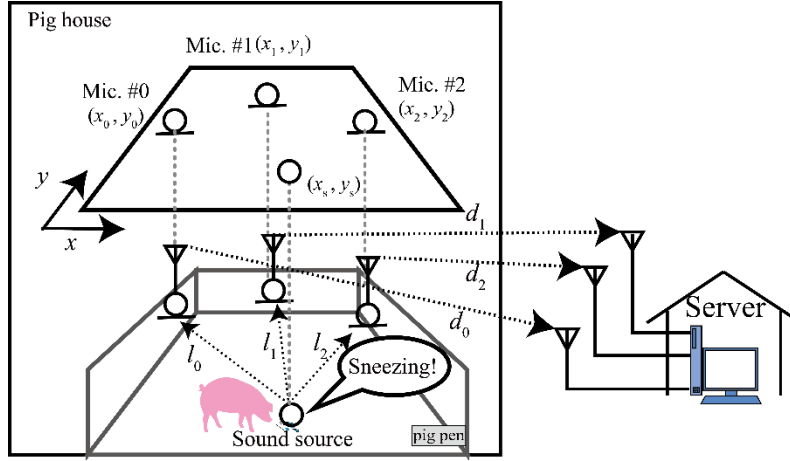 Pig house
Mic. #1(x₁, y₁)
Mic. #0
(x₀, y₀)
Mic. #2
(x₂, y₂)
y
(xₛ, yₛ)
x
d₁
d₂
d₀
Server
l₀
l₁
l₂
Sneezing!
Sound source
pig pen